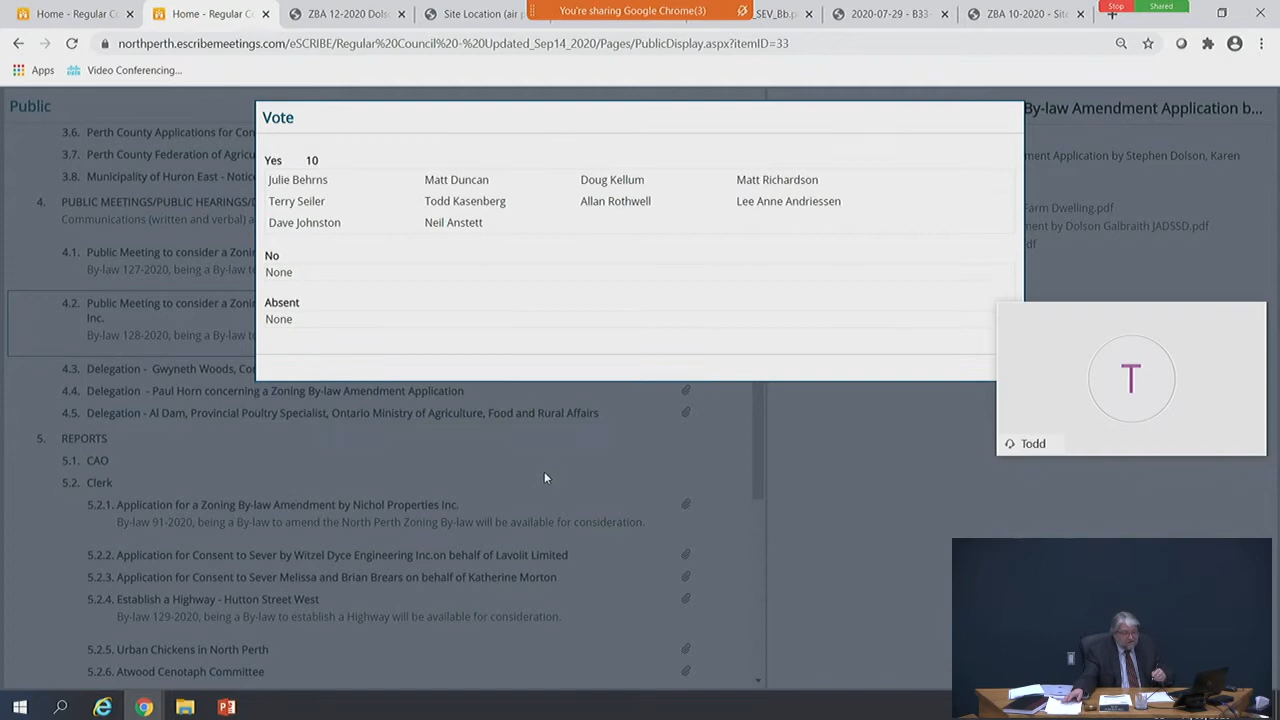 Home - Regular C
Home - Regular C
ZBA 12-2020 Dols
Site Location (air p
You're sharing Google Chrome(3)
_SEV_Bb.p
2020-07-29 - B33-
ZBA 10-2020 - Site
Stop
Shared
northperth.escribemeetings.com/eSCRIBE/Regular%20Council%20-%20Updated_Sep14_2020/Pages/PublicDisplay.aspx?itemID=33
Apps
Video Conferencing...
Public
3.6. Perth County Applications for Con
3.7. Perth County Federation of Agricu
3.8. Municipality of Huron East - Notice
4. PUBLIC MEETINGS/PUBLIC HEARINGS/D
Communications (written and verbal) a
4.1. Public Meeting to consider a Zoni
By-law 127-2020, being a By-law to
4.2. Public Meeting to consider a Zoni
Inc.
By-law 128-2020, being a By-law to
4.3. Delegation - Gwyneth Woods, Co
4.4. Delegation - Paul Horn concerning a Zoning By-law Amendment Application
4.5. Delegation - Al Dam, Provincial Poultry Specialist, Ontario Ministry of Agriculture, Food and Rural Affairs
5. REPORTS
5.1. CAO
5.2. Clerk
5.2.1. Application for a Zoning By-law Amendment by Nichol Properties Inc.
By-law 91-2020, being a By-law to amend the North Perth Zoning By-law will be available for consideration.
5.2.2. Application for Consent to Sever by Witzel Dyce Engineering Inc.on behalf of Lavolit Limited
5.2.3. Application for Consent to Sever Melissa and Brian Brears on behalf of Katherine Morton
5.2.4. Establish a Highway - Hutton Street West
By-law 129-2020, being a By-law to establish a Highway will be available for consideration.
5.2.5. Urban Chickens in North Perth
5.2.6. Atwood Cenotaph Committee
Vote
Yes 10
Julie Behrns Matt Duncan Doug Kellum Matt Richardson
Terry Seiler Todd Kasenberg Allan Rothwell Lee Anne Andriessen
Dave Johnston Neil Anstett
No
None
Absent
None
By-law Amendment Application b...
ment Application by Stephen Dolson, Karen
Farm Dwelling.pdf
ment by Dolson Galbraith JADSSD.pdf
df
T
Todd